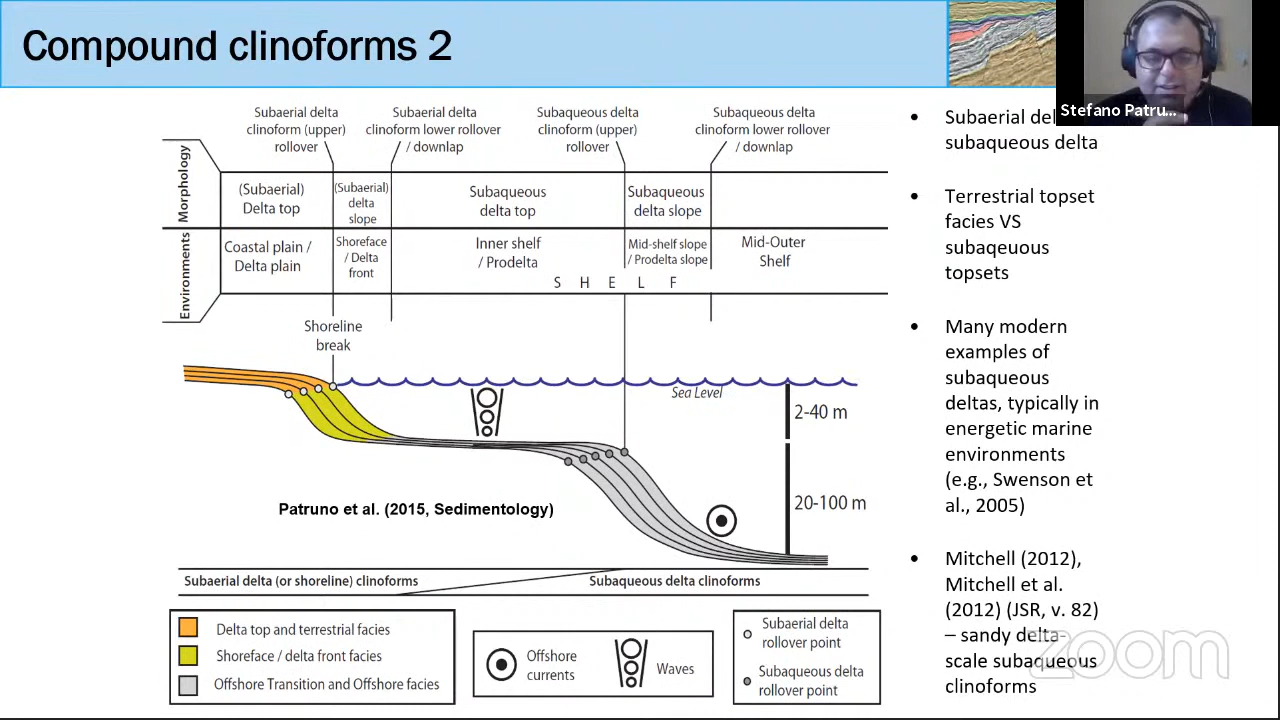 Compound clinoforms 2
Stefano Patru...
Subaerial delta
clinoform (upper)
rollover
Subaerial delta
clinoform lower rollover
/ downlap
Subaqueous delta
clinoform (upper)
rollover
Subaqueous delta
clinoform lower rollover
/ downlap
Morphology
(Subaerial)
Delta top
(Subaerial)
delta
slope
Subaqueous
delta top
Subaqueous
delta slope
Environments
Coastal plain /
Delta plain
Shoreface
/ Delta
front
Inner shelf
/ Prodelta
Mid-shelf slope
/ Prodelta slope
Mid-Outer
Shelf
S H E L F
Shoreline
break
Sea Level
2-40 m
20-100 m
Patruno et al. (2015, Sedimentology)
Subaerial delta (or shoreline) clinoforms
Subaqueous delta clinoforms
Delta top and terrestrial facies
Shoreface / delta front facies
Offshore Transition and Offshore facies
Offshore
currents
Waves
Subaerial delta
rollover point
Subaqueous delta
rollover point
• Subaerial del
subaqueous delta
• Terrestrial topset
facies VS
subaqeuous
topsets
• Many modern
examples of
subaqueous
deltas, typically in
energetic marine
environments
(e.g., Swenson et
al., 2005)
• Mitchell (2012),
Mitchell et al.
(2012) (JSR, v. 82)
– sandy delta-
scale subaqueous
clinoforms
zoom